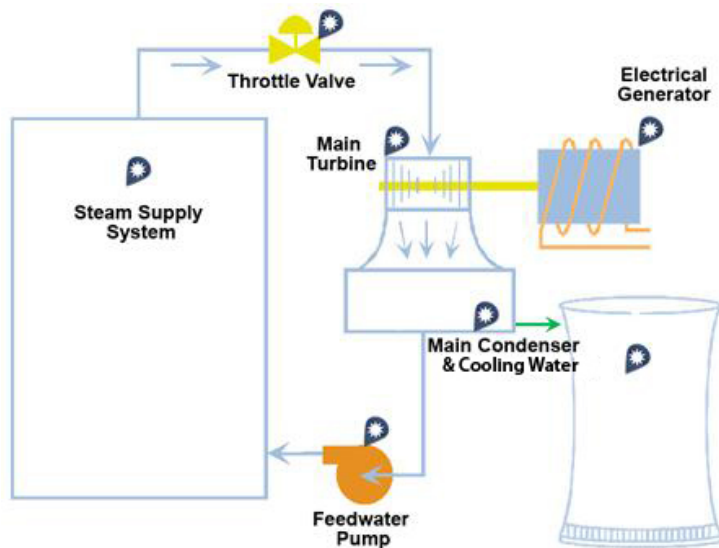 Throttle Valve
Electrical
Generator
Main
Turbine
Steam Supply
System
Main Condenser
& Cooling Water
Feedwater
Pump